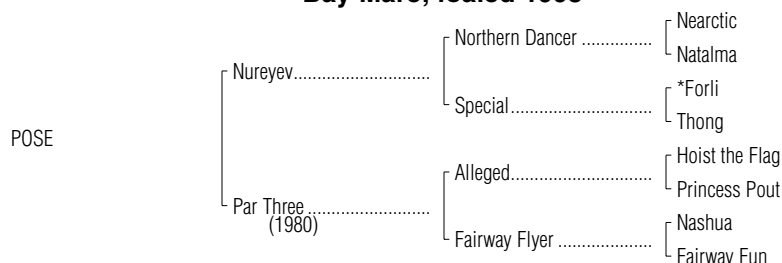 Bay Mare, foaled
Nearctic
Northern Dancer ..............
Natalma
Nureyev.............................
*Forli
Special.............................
Thong
POSE
Hoist the Flag
Alleged.............................
Princess Pout
Par Three ..........................
(1980)
Nashua
Fairway Flyer ....................
Fairway Fun